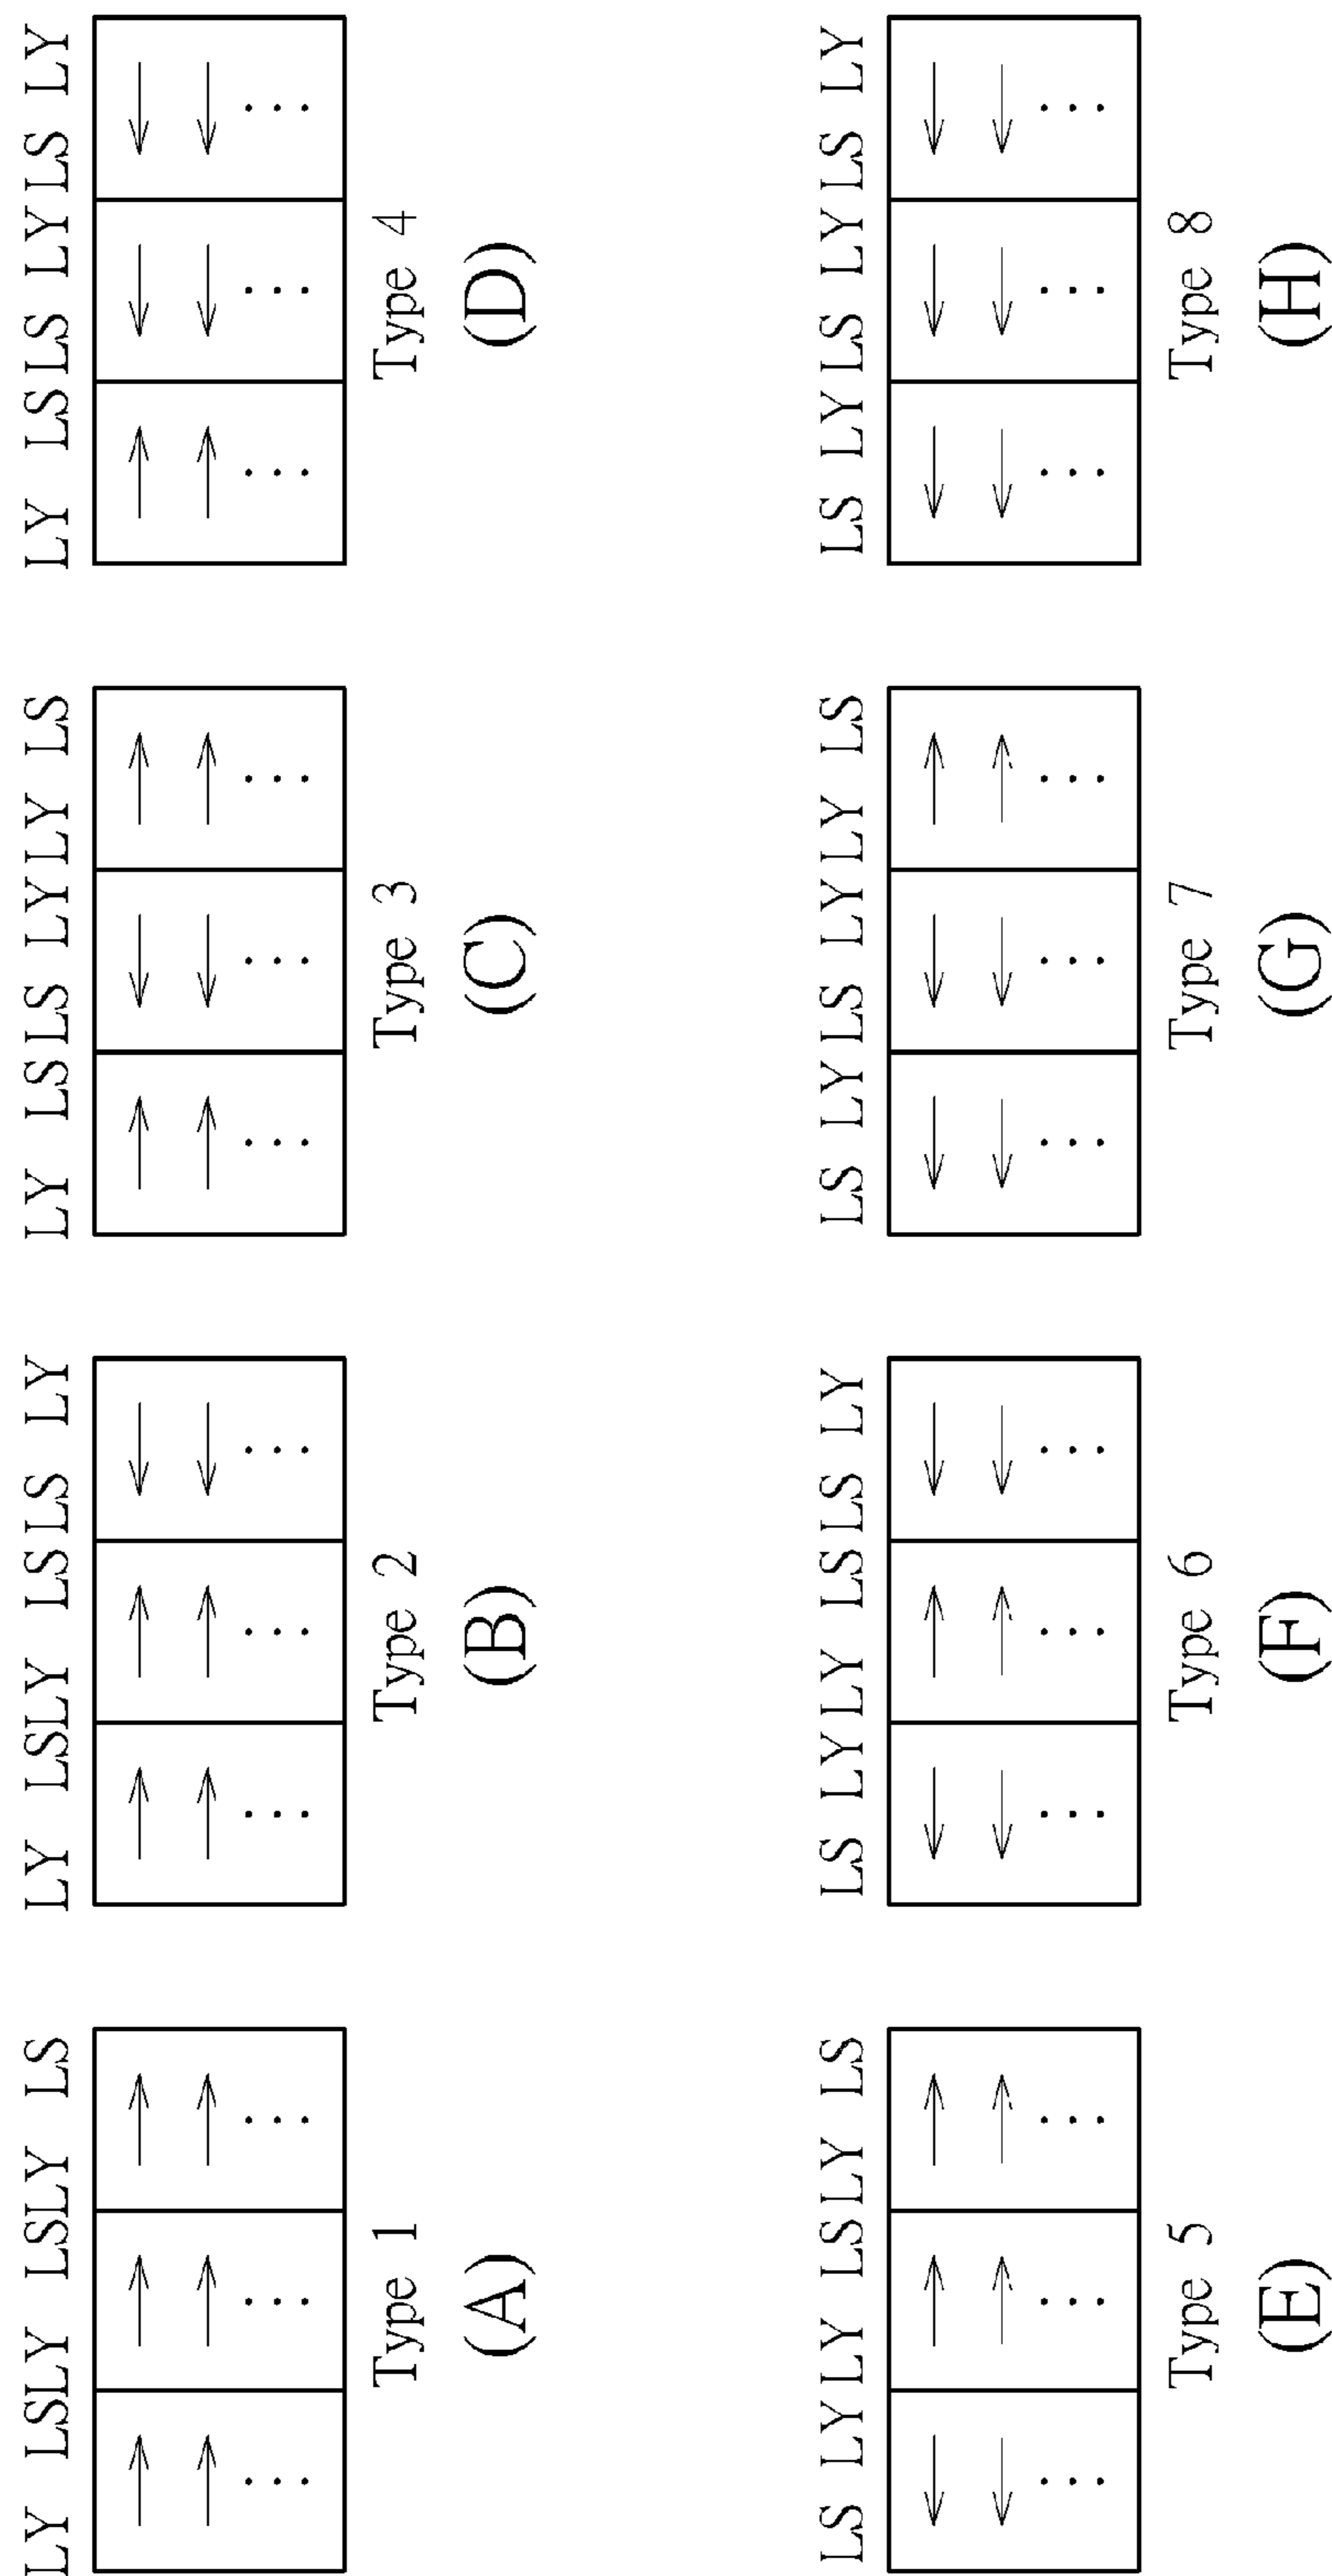 LY LSLY LSLY LS
Type 1
(A)
LY LSLY LSLS LY
Type 2
(B)
LY LSLS LYLY LS
Type 3
(C)
LY LSLS LYLS LY
Type 4
(D)
LS LYLY LSLY LS
Type 5
(E)
LS LYLY LSLS LY
Type 6
(F)
LS LYLS LYLY LS
Type 7
(G)
LS LYLS LYLS LY
Type 8
(H)